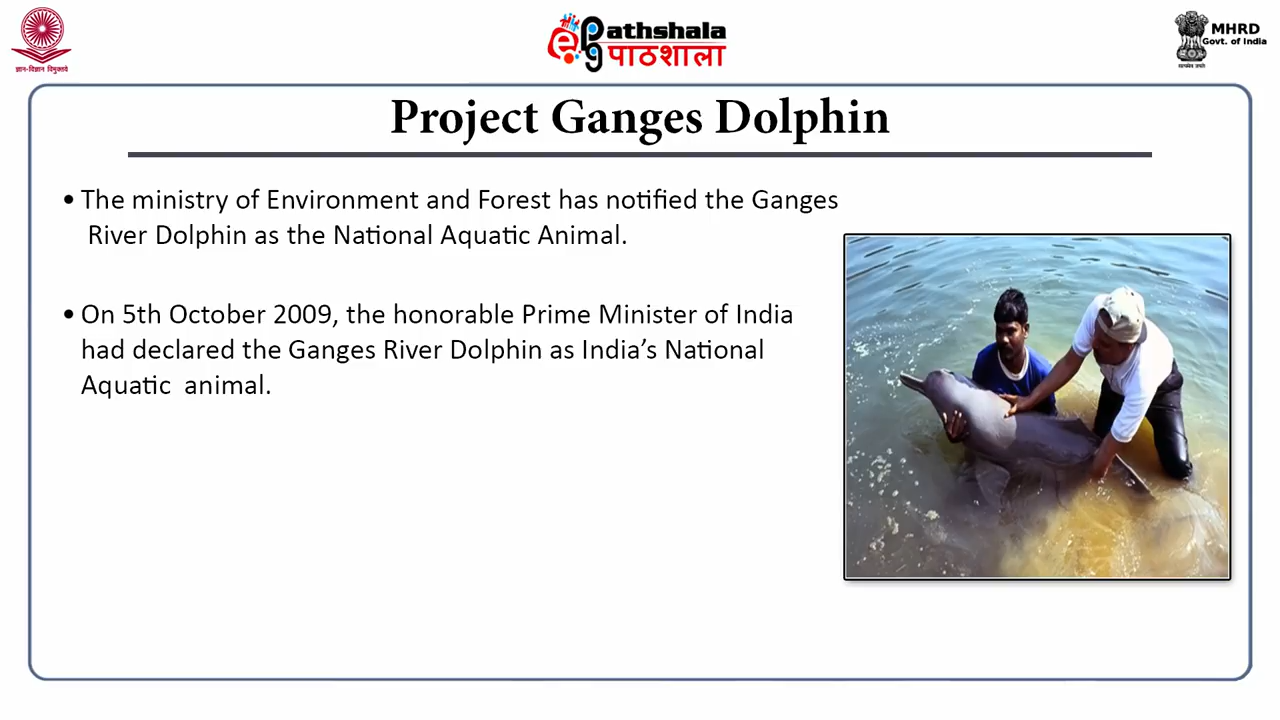 ज्ञान-विज्ञान विमुक्तये
ePG Pathshala
पाठशाला
MHRD
Govt. of India
Project Ganges Dolphin
• The ministry of Environment and Forest has notified the Ganges
River Dolphin as the National Aquatic Animal.
• On 5th October 2009, the honorable Prime Minister of India
had declared the Ganges River Dolphin as India’s National
Aquatic animal.